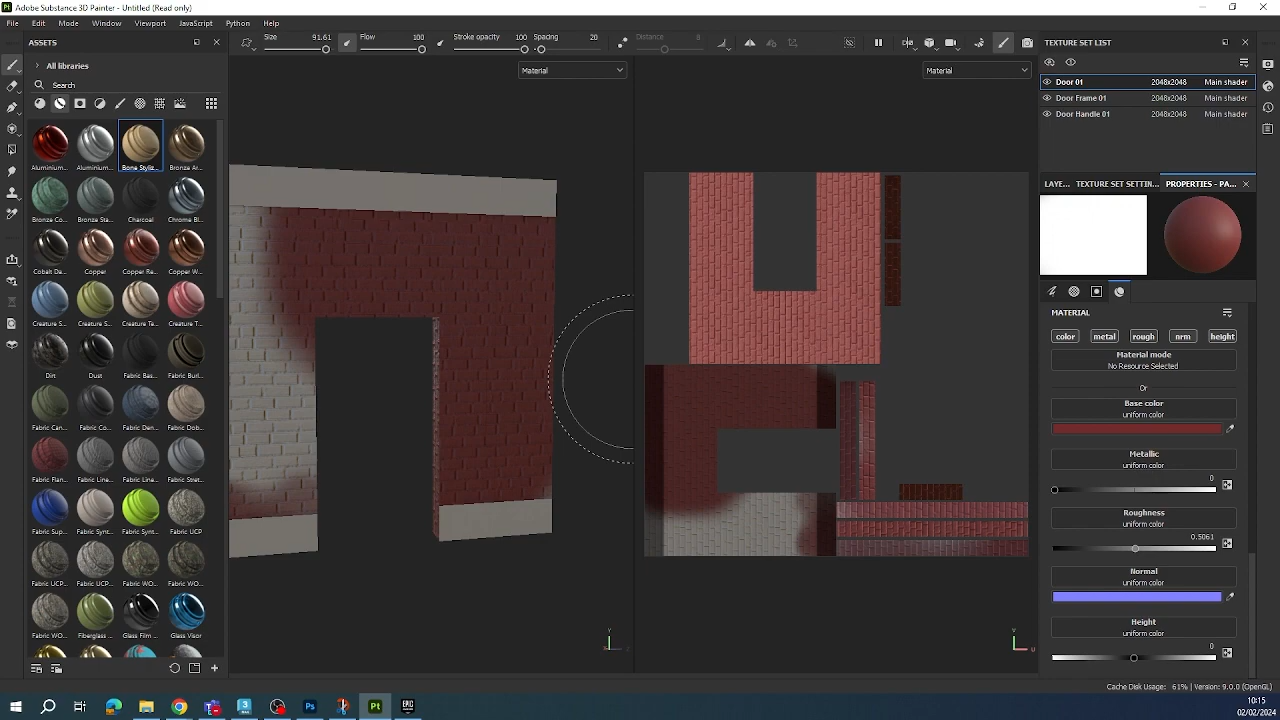 Adobe Substance 3D Painter - Untitled (Read only)
File Edit Mode Window Viewport JavaScript Python Help
ASSETS
Size 91.61 Flow 100 Stroke opacity 100 Spacing 20 Distance 8
TEXTURE SET LIST
All libraries
Search
Material
Material
Door 01 2048x2048 Main shader
Door Frame 01 2048x2048 Main shader
Door Handle 01 2048x2048 Main shader
Aluminium... Aluminium... Bone Styliz... Bronze Ar...
LAYE... TEXTURE SET SETTIN... PROPERTIES - PA...
Bronze Co... Bronze Sta... Charcoal Chrome Bl...
Cobalt De... Copper Copper Re... Copper W...
Creature S... Creature S... Creature Te... Creature T...
Dirt Dust Fabric Bas... Fabric Burl...
Fabric Can... Fabric Co... Fabric Den... Fabric Dob...
Fabric Flan... Fabric Line... Fabric Line... Fabric Stret...
Fabric Sup... Fabric Synt... Fabric Synt... Fabric UCP
Fabric UCP... Fabric UCP... Fabric WO... Fabric WO...
Fabric WO... Fiberglass ... Glass Film ... Glass Visor
MATERIAL
color metal rough nrm height
Material mode
No Resource Selected
Or
Base color
uniform color
Metallic
uniform color
0
Roughness
uniform color
0.5061
Normal
uniform color
Height
uniform color
0
Cache Disk Usage: 61% | Version: 9.0.0 (OpenGL)
10:15
02/02/2024